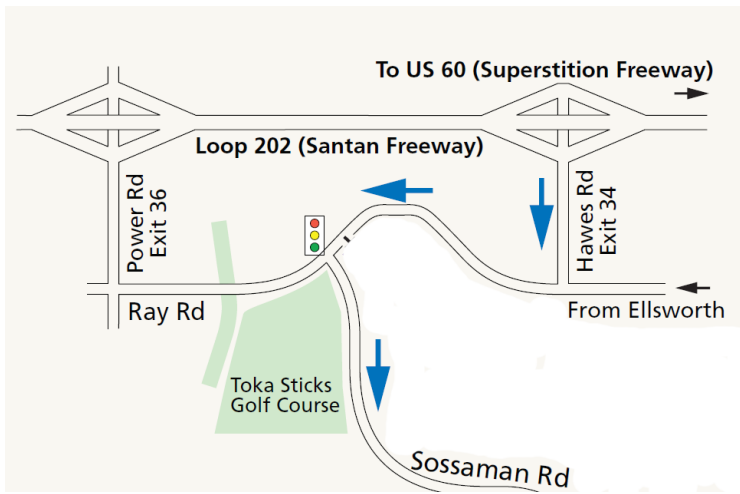 To US 60 (Superstition Freeway)
Loop 202 (Santan Freeway)
Power Rd
Exit 36
Hawes Rd
Exit 34
Ray Rd
From Ellsworth
Toka Sticks
Golf Course
Sossaman Rd